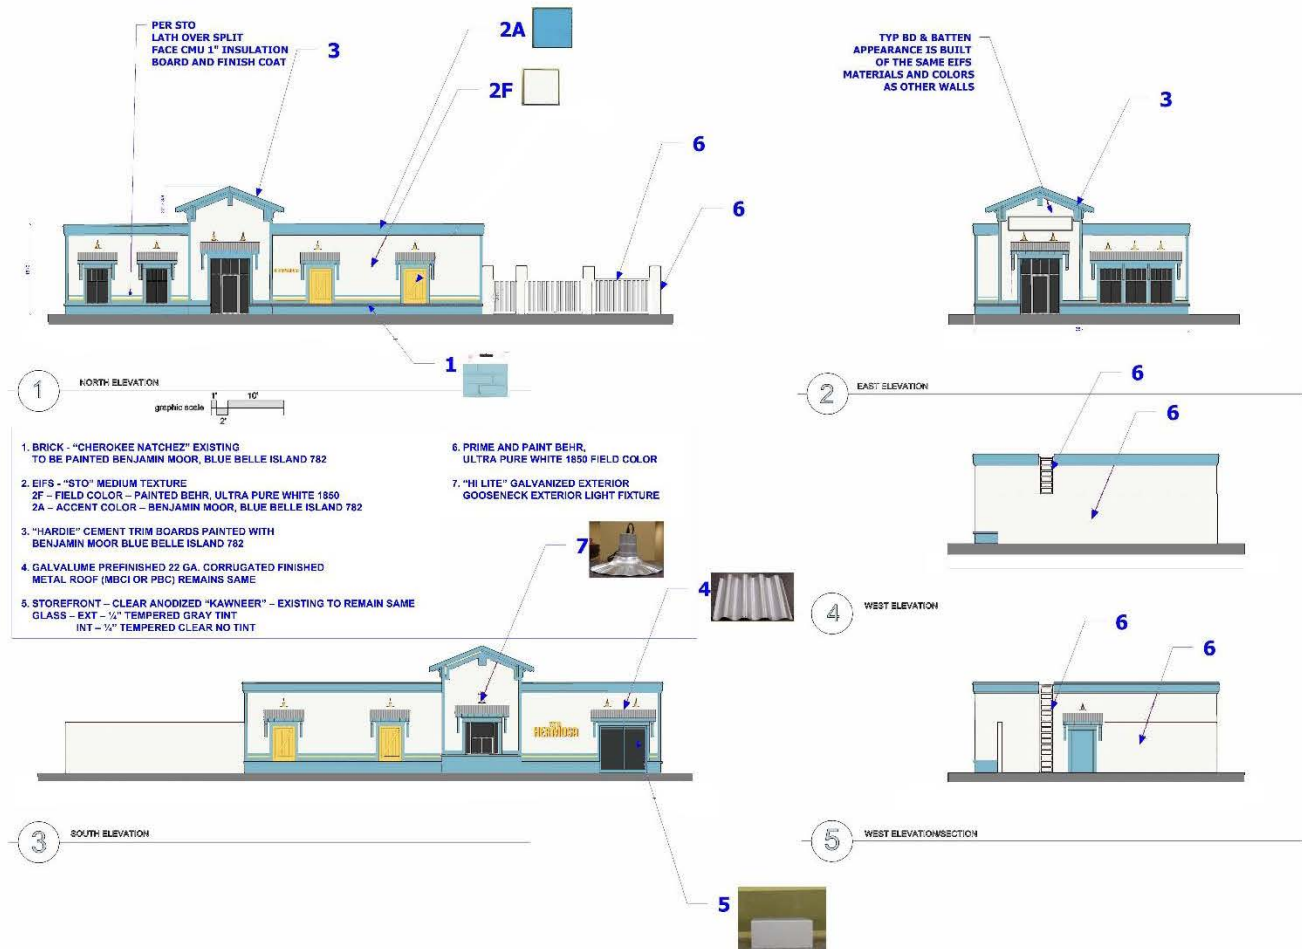 PER STO
LATH OVER SPLIT
FACE CMU 1" INSULATION
BOARD AND FINISH COAT
3
2A
2F
6
6
TYP BD & BATTEN
APPEARANCE IS BUILT
OF THE SAME EIFS
MATERIALS AND COLORS
AS OTHER WALLS
3
1
1
NORTH ELEVATION
graphic scale
1'
10'
2'
2
EAST ELEVATION
1. BRICK - “CHEROKEE NATCHEZ” EXISTING
TO BE PAINTED BENJAMIN MOOR, BLUE BELLE ISLAND 782
2. EIFS - “STO” MEDIUM TEXTURE
2F – FIELD COLOR – PAINTED BEHR, ULTRA PURE WHITE 1850
2A – ACCENT COLOR – BENJAMIN MOOR, BLUE BELLE ISLAND 782
3. “HARDIE” CEMENT TRIM BOARDS PAINTED WITH
BENJAMIN MOOR BLUE BELLE ISLAND 782
4. GALVALUME PREFINISHED 22 GA. CORRUGATED FINISHED
METAL ROOF (MBCI OR PBC) REMAINS SAME
5. STOREFRONT – CLEAR ANODIZED “KAWNEER” – EXISTING TO REMAIN SAME
GLASS – EXT – ¼” TEMPERED GRAY TINT
INT – ¼” TEMPERED CLEAR NO TINT
6. PRIME AND PAINT BEHR,
ULTRA PURE WHITE 1850 FIELD COLOR
7. “HI LITE” GALVANIZED EXTERIOR
GOOSENECK EXTERIOR LIGHT FIXTURE
6
6
7
4
4
WEST ELEVATION
6
6
HERMOSA
3
SOUTH ELEVATION
5
WEST ELEVATION/SECTION
5